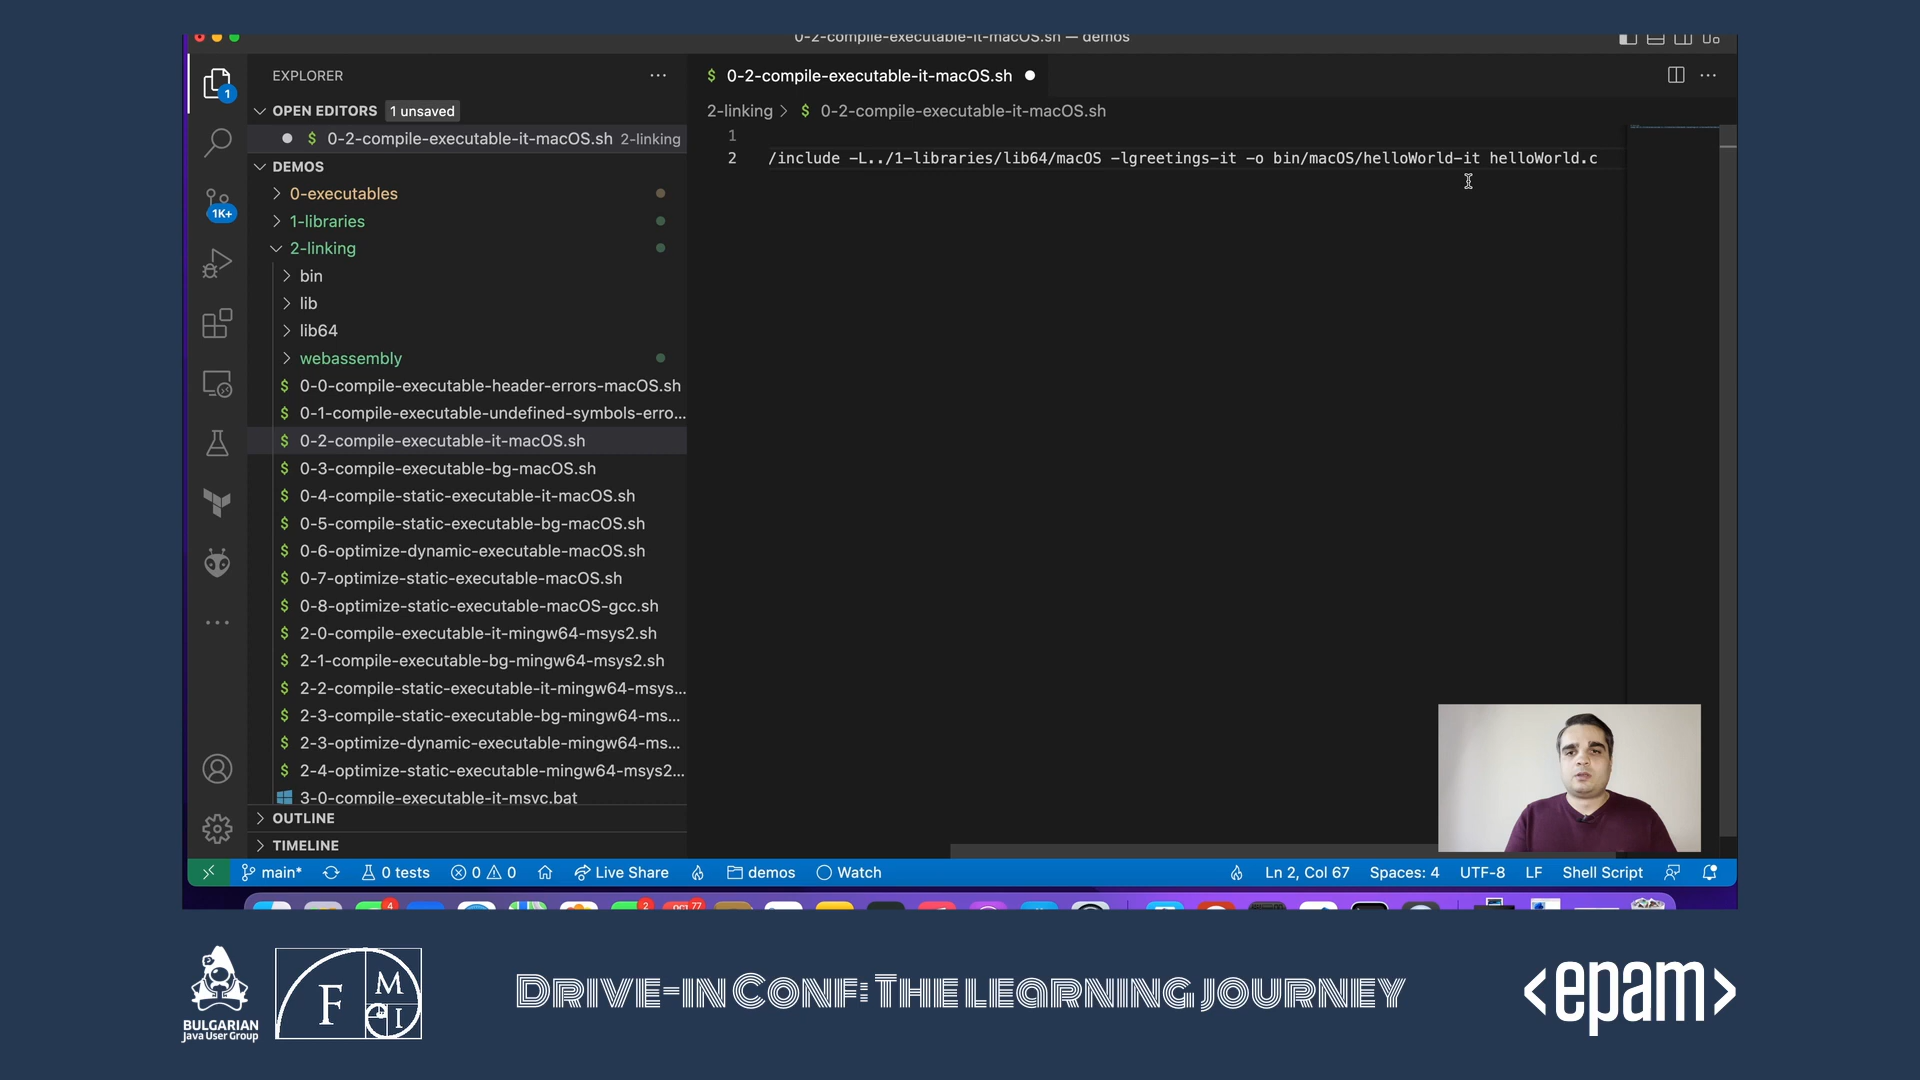 0-2-compile-executable-it-macOS.sh — demos
EXPLORER
0-2-compile-executable-it-macOS.sh
1
OPEN EDITORS 1 unsaved
2-linking > $ 0-2-compile-executable-it-macOS.sh
$ 0-2-compile-executable-it-macOS.sh 2-linking
1
2 /include -L../1-libraries/lib64/macOS -lgreetings-it -o bin/macOS/helloWorld-it helloWorld.c
DEMOS
0-executables
1-libraries
1K+
2-linking
bin
lib
lib64
webassembly
$ 0-0-compile-executable-header-errors-macOS.sh
$ 0-1-compile-executable-undefined-symbols-erro...
$ 0-2-compile-executable-it-macOS.sh
$ 0-3-compile-executable-bg-macOS.sh
$ 0-4-compile-static-executable-it-macOS.sh
$ 0-5-compile-static-executable-bg-macOS.sh
$ 0-6-optimize-dynamic-executable-macOS.sh
$ 0-7-optimize-static-executable-macOS.sh
$ 0-8-optimize-static-executable-macOS-gcc.sh
$ 2-0-compile-executable-it-mingw64-msys2.sh
$ 2-1-compile-executable-bg-mingw64-msys2.sh
$ 2-2-compile-static-executable-it-mingw64-msys...
$ 2-3-compile-static-executable-bg-mingw64-ms...
$ 2-3-optimize-dynamic-executable-mingw64-ms...
$ 2-4-optimize-static-executable-mingw64-msys2...
3-0-compile-executable-it-msvc.bat
OUTLINE
TIMELINE
main* 0 tests 0 0 Live Share demos Watch Ln 2, Col 67 Spaces: 4 UTF-8 LF Shell Script
4 2 77
BULGARIAN
Java User Group
F M I
DRIVE-IN CONF: THE LEARNING JOURNEY
<epam>